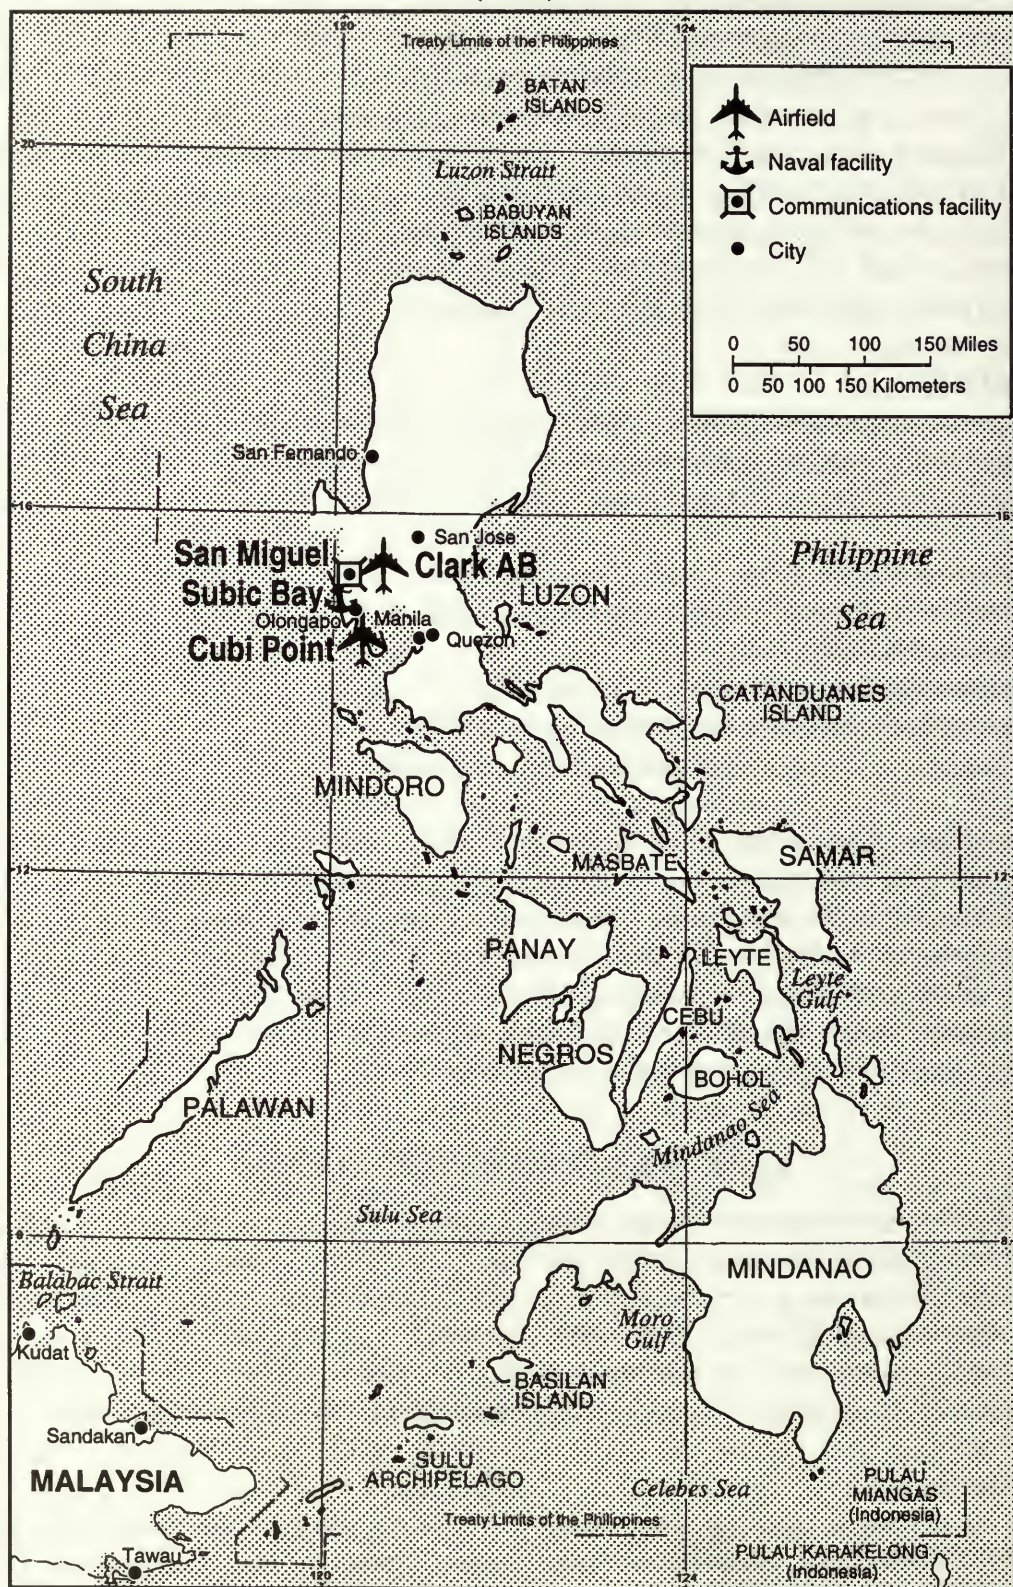 120
124
Treaty Limits of the Philippines
BATAN
ISLANDS
Airfield
Naval facility
Communications facility
City
0 50 100 150 Miles
0 50 100 150 Kilometers
20
Luzon Strait
BABUYAN
ISLANDS
South
China
Sea
San Fernando
16
16
San Jose
San Miguel
Clark AB
Philippine
Sea
Subic Bay
LUZON
Olongapo
Manila
Cubi Point
Quezon
CATANDUANES
ISLAND
MINDORO
MASBATE
SAMAR
12
12
PANAY
LEYTE
Leyte
Gulf
CEBU
NEGROS
BOHOL
PALAWAN
Mindanao Sea
Sulu Sea
8
8
MINDANAO
Balabac Strait
Moro
Gulf
Kudat
BASILAN
ISLAND
Sandakan
SULU
ARCHIPELAGO
MALAYSIA
PULAU
MIANGAS
(Indonesia)
Celebes Sea
Treaty Limits of the Philippines
Tawau
PULAU KARAKELONG
(Indonesia)
120
124